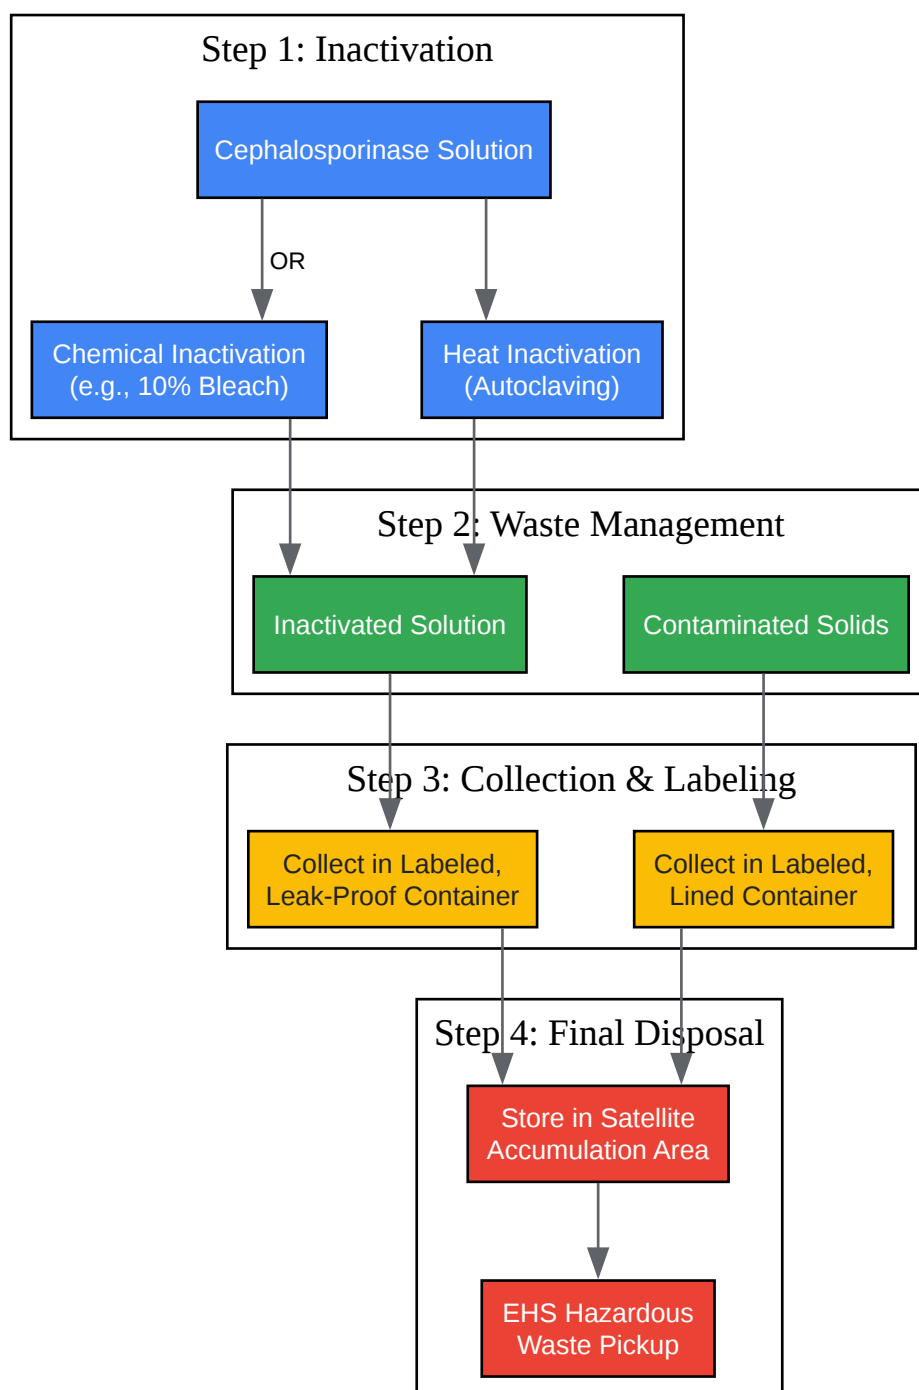 Step 1: Inactivation
Cephalosporinase Solution
OR
Chemical Inactivation
(e.g., 10% Bleach)
Heat Inactivation
(Autoclaving)
Step 2: Waste Management
Inactivated Solution
Contaminated Solids
Step 3: Collection & Labeling
Collect in Labeled,
Leak-Proof Container
Collect in Labeled,
Lined Container
Step 4: Final Disposal
Store in Satellite
Accumulation Area
EHS Hazardous
Waste Pickup